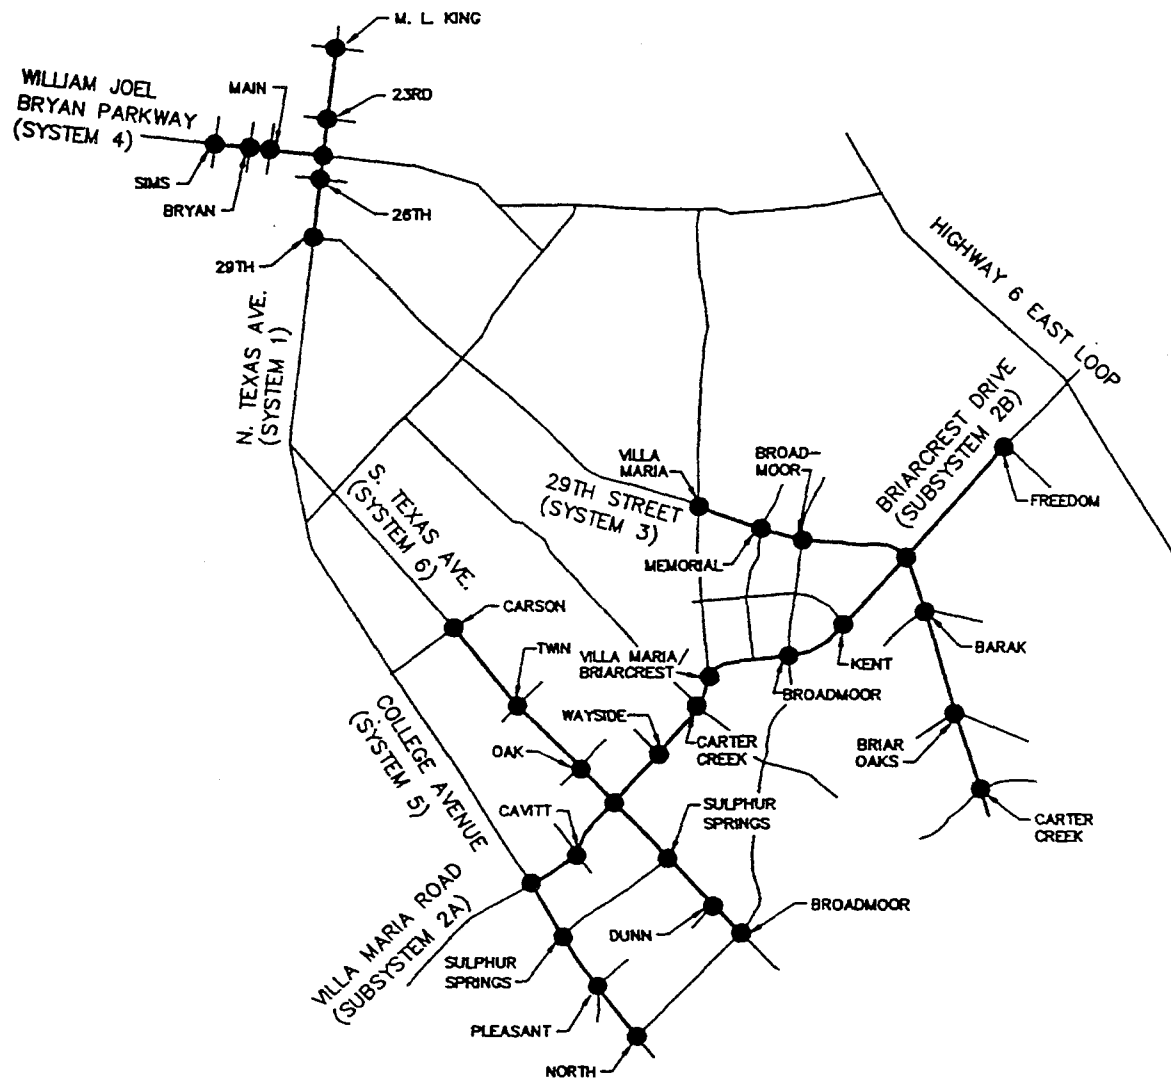 M. L. KING
WILLIAM JOEL
BRYAN PARKWAY
(SYSTEM 4)
MAIN
23RD
SIMS
BRYAN
26TH
29TH
N. TEXAS AVE.
(SYSTEM 1)
HIGHWAY 6 EAST LOOP
BRIARCREST DRIVE
(SUBSYSTEM 2B)
VILLA
MARIA
BROAD-
MOOR
FREEDOM
S. TEXAS AVE.
(SYSTEM 6)
29TH STREET
(SYSTEM 3)
MEMORIAL
CARSON
TWIN
VILLA MARIA/
BRIARCREST
KENT
BARAK
BROADMOOR
WAYSIDE
COLLEGE AVENUE
(SYSTEM 5)
OAK
CARTER
CREEK
BRIAR
OAKS
CAVITT
SULPHUR
SPRINGS
CARTER
CREEK
VILLA MARIA ROAD
(SUBSYSTEM 2A)
BROADMOOR
DUNN
SULPHUR
SPRINGS
PLEASANT
NORTH